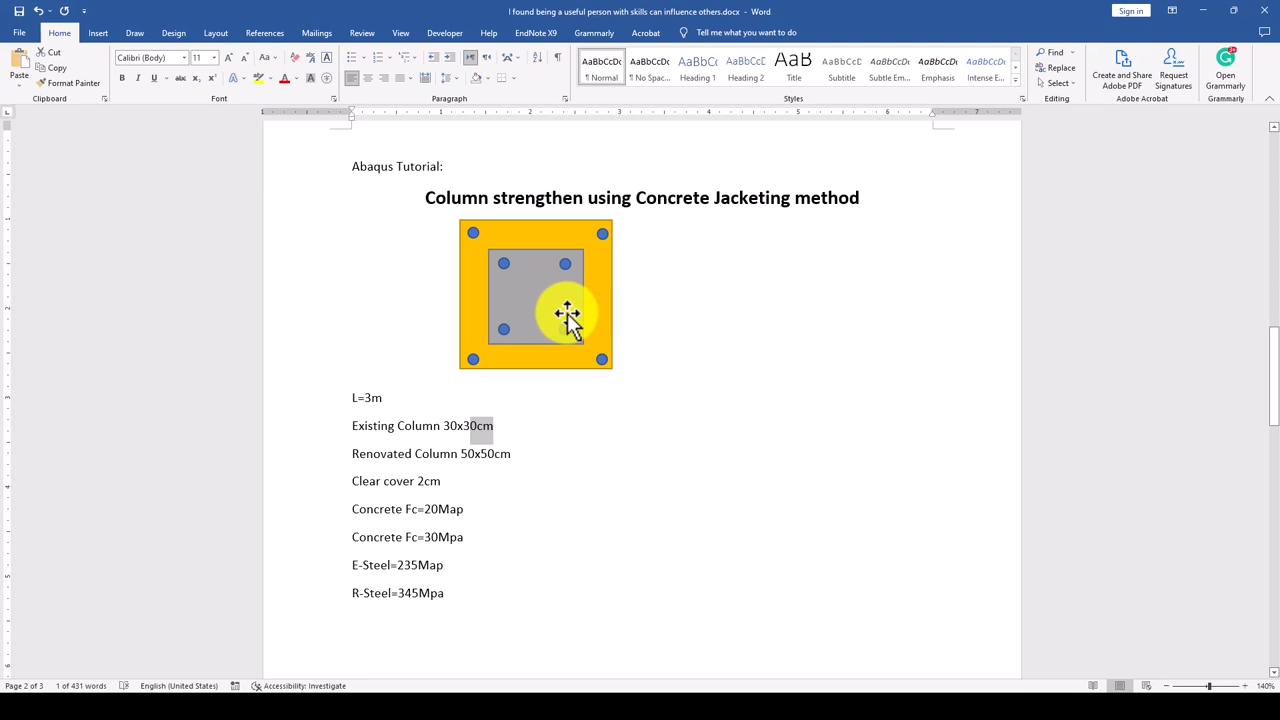 I found being a useful person with skills can influence others.docx - Word
Sign in
File Home Insert Draw Design Layout References Mailings Review View Developer Help EndNote X9 Grammarly Acrobat Tell me what you want to do
Paste
Cut
Copy
Format Painter
Clipboard
Calibri (Body) 11
Font
Paragraph
AaBbCcDc AaBbCcDc AaBbCc AaBbCcC AaB AaBbCcC AaBbCcDc AaBbCcDc AaBbCcDc
¶ Normal ¶ No Spac... Heading 1 Heading 2 Title Subtitle Subtle Em... Emphasis Intense E...
Styles
Find
Replace
Select
Editing
Create and Share
Adobe PDF
Request
Signatures
Adobe Acrobat
Open
Grammarly
Grammarly
Abaqus Tutorial:
Column strengthen using Concrete Jacketing method
L=3m
Existing Column 30x30cm
Renovated Column 50x50cm
Clear cover 2cm
Concrete Fc=20Map
Concrete Fc=30Mpa
E-Steel=235Map
R-Steel=345Mpa
Page 2 of 3 1 of 431 words English (United States) Accessibility: Investigate 140%